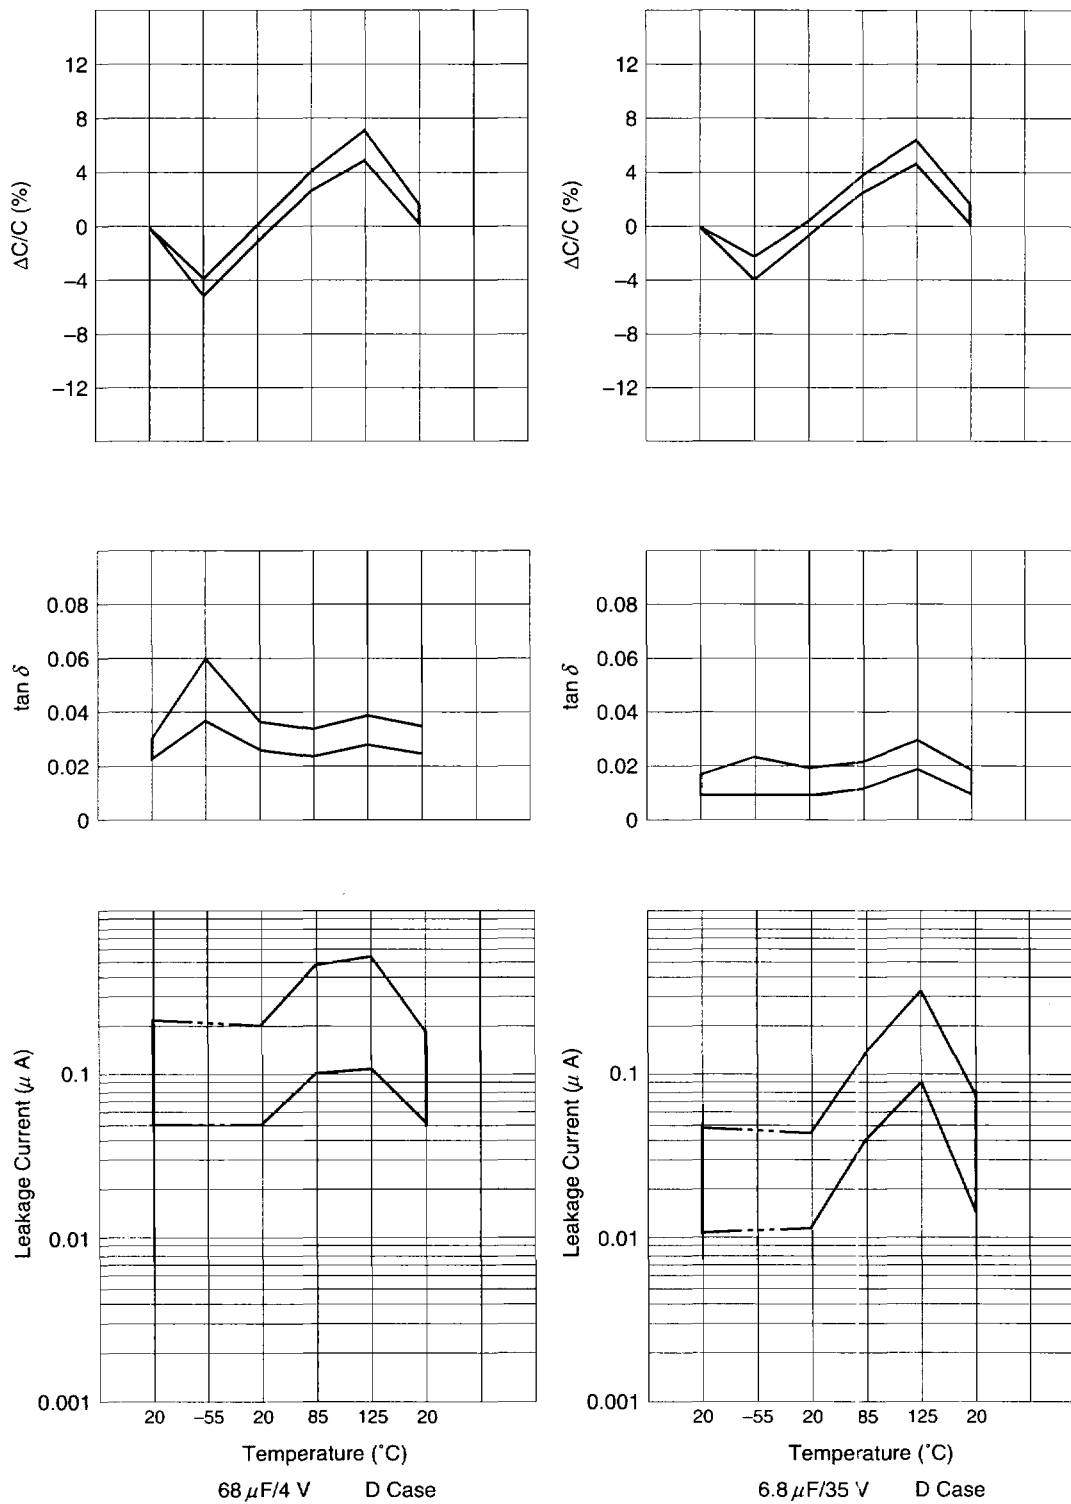 12
8
4
0
−4
−8
−12
ΔC/C (%)
12
8
4
0
−4
−8
−12
ΔC/C (%)
0.08
0.06
0.04
0.02
0
tan δ
0.08
0.06
0.04
0.02
0
tan δ
0.1
0.01
0.001
Leakage Current (μ A)
20 −55 20 85 125 20
Temperature (˚C)
68 μF/4 V D Case
0.1
0.01
0.001
Leakage Current (μ A)
20 −55 20 85 125 20
Temperature (˚C)
6.8 μF/35 V D Case